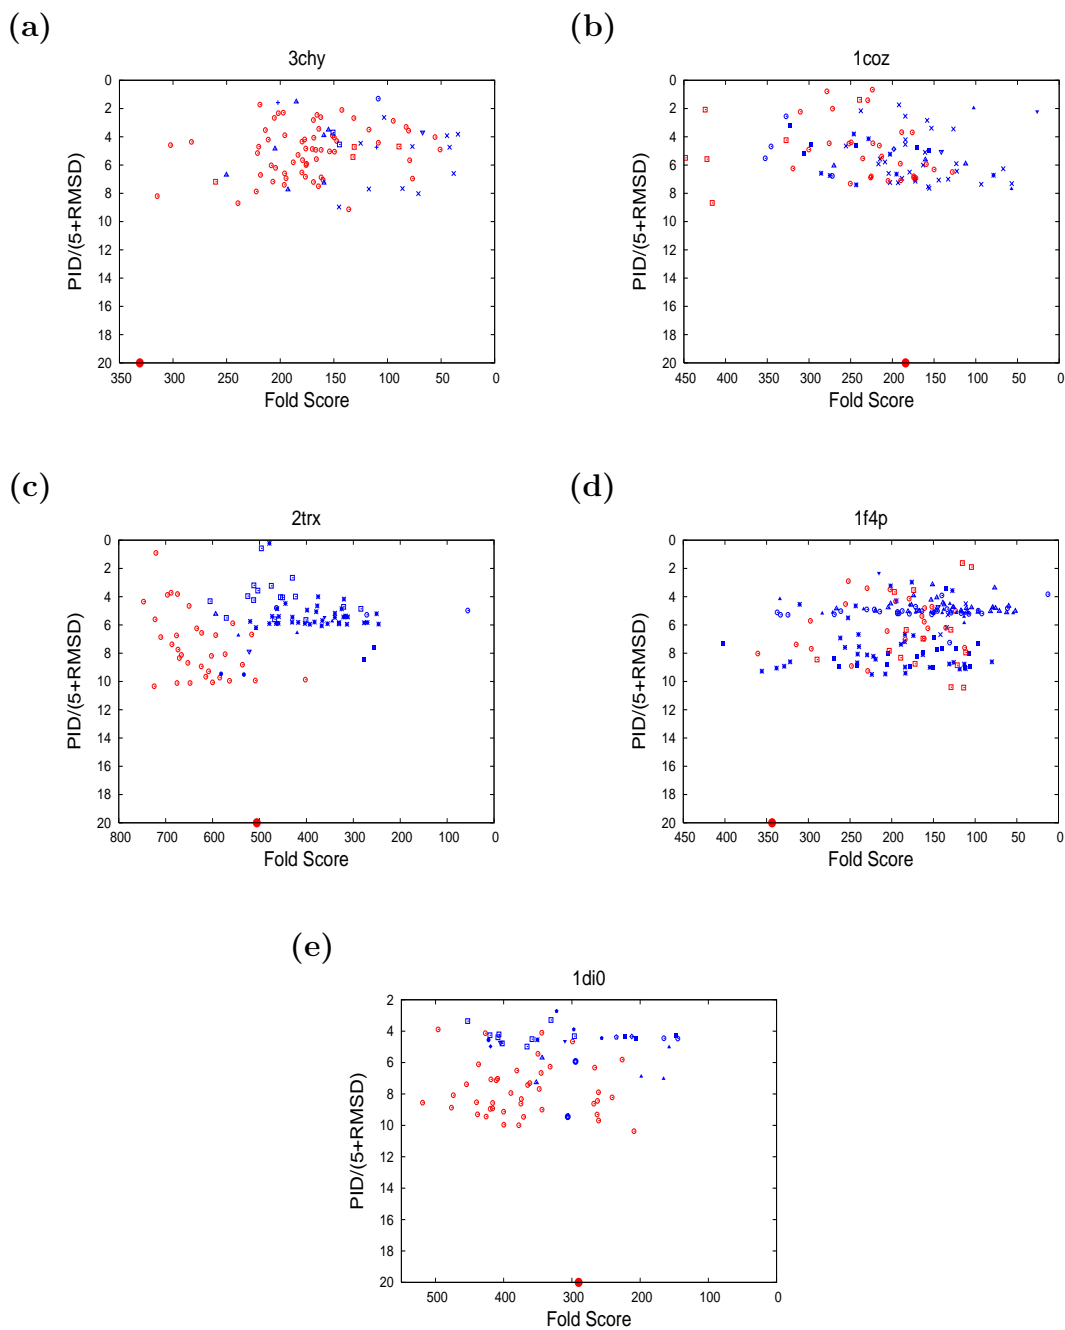 (a)
3chy
0
2
4
6
8
10
12
14
16
18
20
PID/(5+RMSD)
350 300 250 200 150 100 50 0
Fold Score
(b)
1coz
0
2
4
6
8
10
12
14
16
18
20
PID/(5+RMSD)
450 400 350 300 250 200 150 100 50 0
Fold Score
(c)
2trx
0
2
4
6
8
10
12
14
16
18
20
PID/(5+RMSD)
800 700 600 500 400 300 200 100 0
Fold Score
(d)
1f4p
0
2
4
6
8
10
12
14
16
18
20
PID/(5+RMSD)
450 400 350 300 250 200 150 100 50 0
Fold Score
(e)
1di0
2
4
6
8
10
12
14
16
18
20
PID/(5+RMSD)
500 400 300 200 100 0
Fold Score